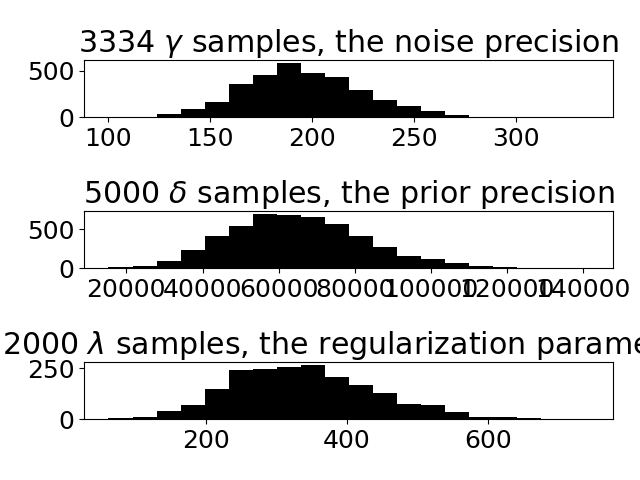 3334 γ samples, the noise precision
500
0
100 150 200 250 300
5000 δ samples, the prior precision
500
0
20000 40000 60000 80000 100000 120000 140000
2000 λ samples, the regularization parame
250
0
200 400 600